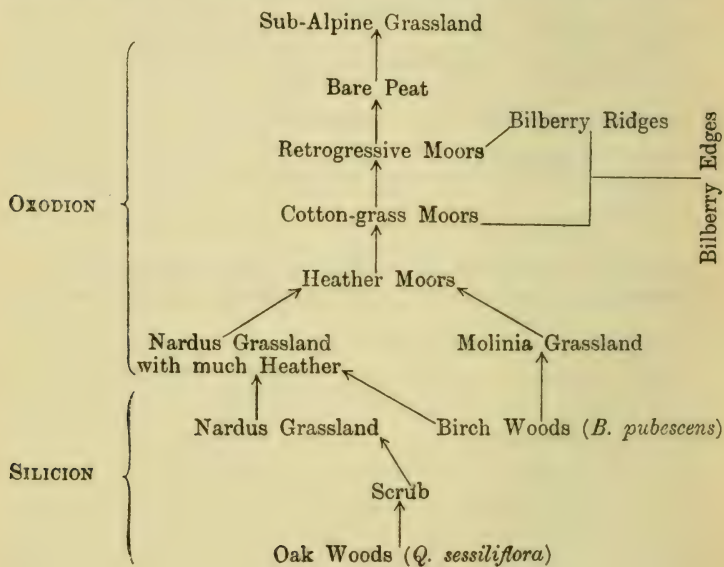 Sub-Alpine Grassland
Bare Peat
Bilberry Ridges
Retrogressive Moors
Bilberry Edges
OXODION
Cotton-grass Moors
Heather Moors
Nardus Grassland
with much Heather
Molinia Grassland
Nardus Grassland
Birch Woods (B. pubescens)
SILICION
Scrub
Oak Woods (Q. sessiliflora)